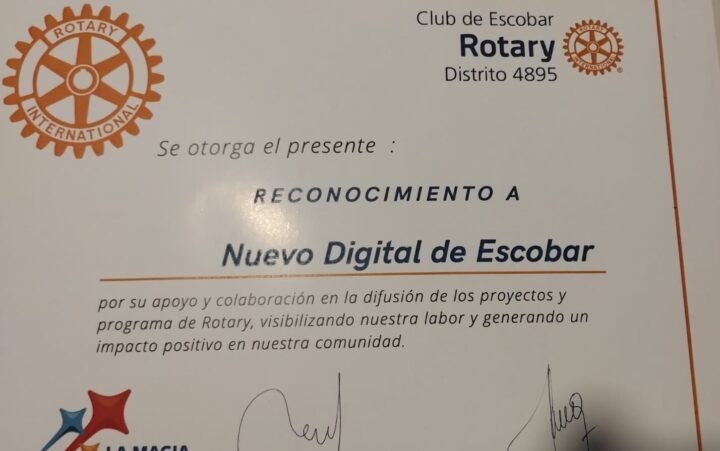 ROTARY
INTERNATIONAL
Club de Escobar
Rotary
Distrito 4895
ROTARY
INTERNATIONAL
Se otorga el presente :
RECONOCIMIENTO A
Nuevo Digital de Escobar
por su apoyo y colaboración en la difusión de los proyectos y
programa de Rotary, visibilizando nuestra labor y generando un
impacto positivo en nuestra comunidad.
LA MAGIA